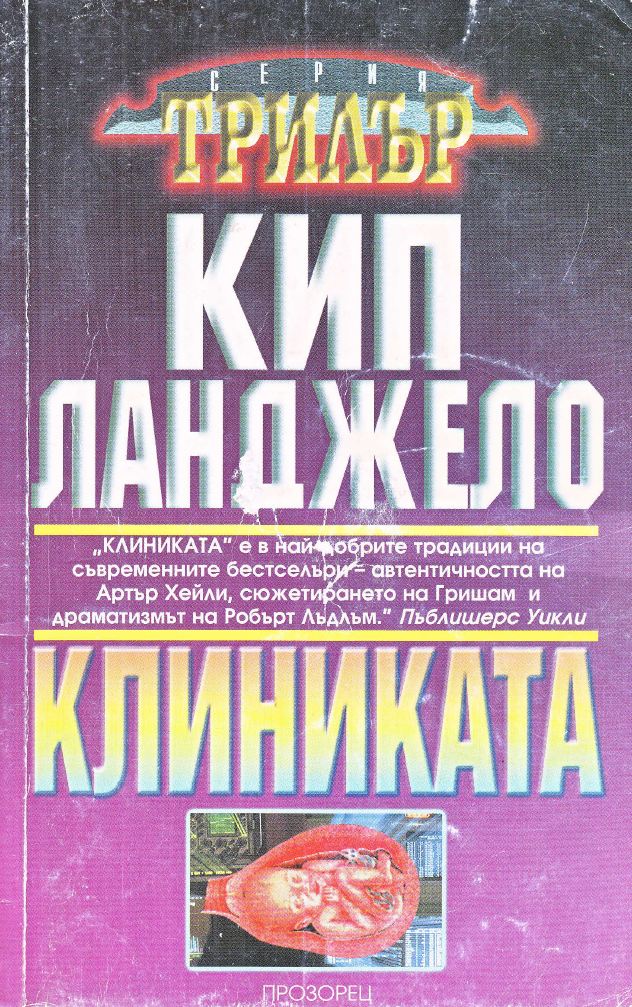 СЕРИЯ
ТРИЛЪР
КИП
ЛАНДЖЕЛО
„КЛИНИКАТА" е в най-добрите традиции на
съвременните бестселъри – автентичността на
Артър Хейли, сюжетирането на Гришам и
драматизмът на Робърт Лъдлъм." Пъблишерс Уикли
КЛИНИКАТА
ПРОЗОРЕЦ